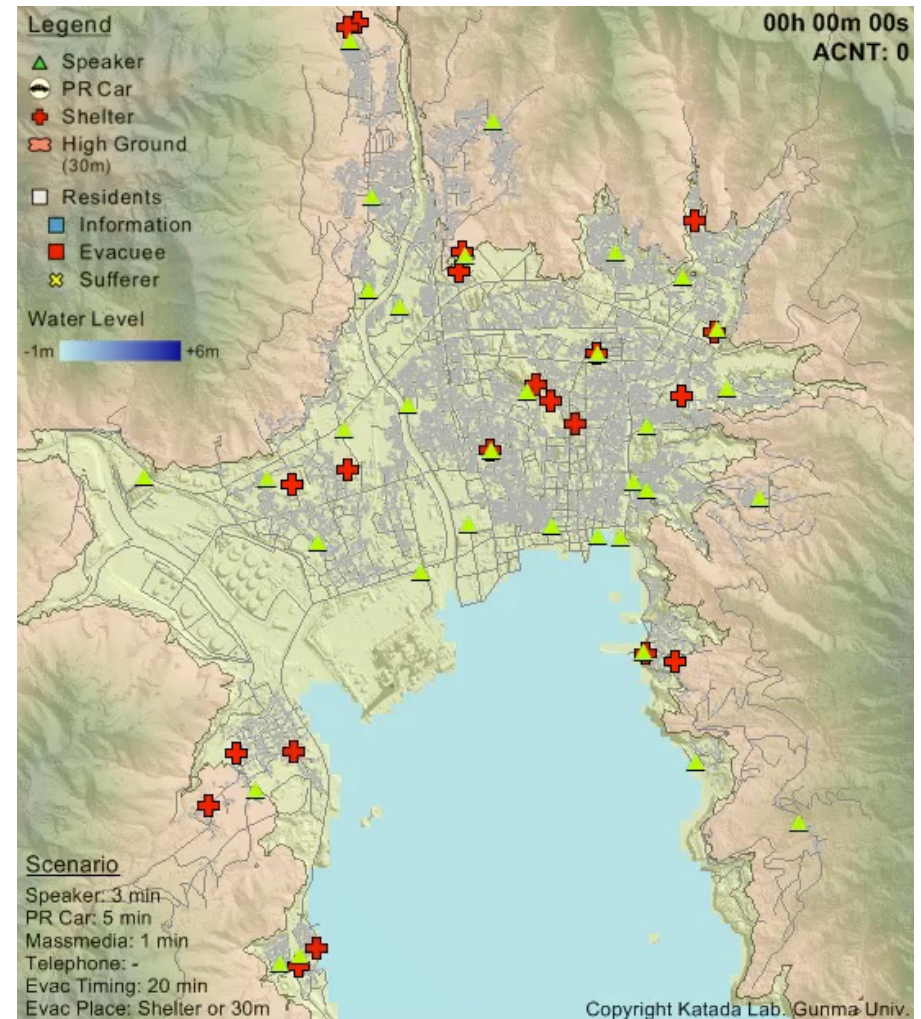 Legend
Speaker
PR Car
Shelter
High Ground
(30m)
Residents
Information
Evacuee
Sufferer
Water Level
-1m +6m
00h 00m 00s
ACNT: 0
Scenario
Speaker: 3 min
PR Car: 5 min
Massmedia: 1 min
Telephone: -
Evac Timing: 20 min
Evac Place: Shelter or 30m
Copyright Katada Lab. Gunma Univ.